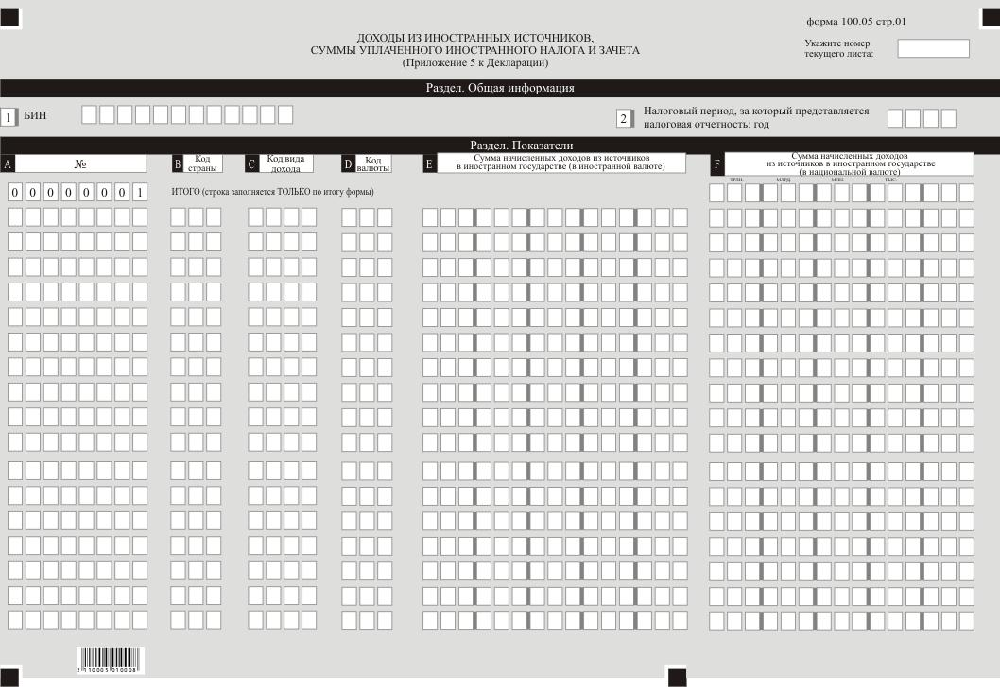 форма 100.05 стр.01
ДОХОДЫ ИЗ ИНОСТРАННЫХ ИСТОЧНИКОВ,
СУММЫ УПЛАЧЕННОГО ИНОСТРАННОГО НАЛОГА И ЗАЧЕТА
(Приложение 5 к Декларации)
Укажите номер
текущего листа:
Раздел. Общая информация
1 БИН
2 Налоговый период, за который представляется
налоговая отчетность: год
Раздел. Показатели
A №
B Код
страны
C Код вида
дохода
D Код
валюты
E Сумма начисленных доходов из источников
в иностранном государстве (в иностранной валюте)
F Сумма начисленных доходов
из источников в иностранном государстве
(в национальной валюте)
ТРЛН. МЛРД. МЛН. ТЫС.
0 0 0 0 0 0 0 1 ИТОГО (строка заполняется ТОЛЬКО по итогу формы)
2 110005 010008